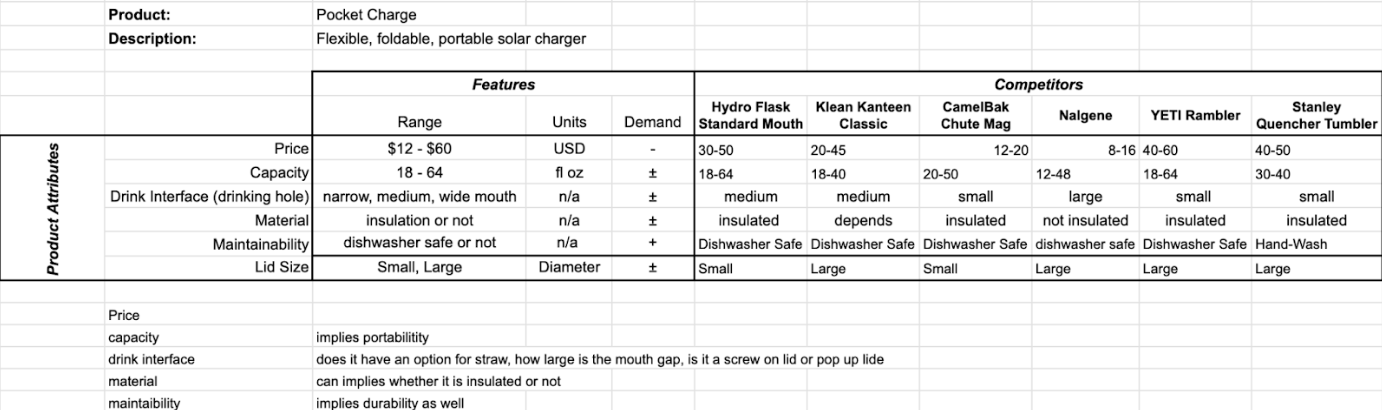 Product: Pocket Charge
Description: Flexible, foldable, portable solar charger
Features Competitors
Range Units Demand Hydro Flask Standard Mouth Klean Kanteen Classic CamelBak Chute Mag Nalgene YETI Rambler Stanley Quencher Tumbler
Product Attributes
Price $12 - $60 USD - 30-50 20-45 12-20 8-16 40-60 40-50
Capacity 18 - 64 fl oz ± 18-64 18-40 20-50 12-48 18-64 30-40
Drink Interface (drinking hole) narrow, medium, wide mouth n/a ± medium medium small large small small
Material insulation or not n/a ± insulated depends insulated not insulated insulated insulated
Maintainability dishwasher safe or not n/a + Dishwasher Safe Dishwasher Safe Dishwasher Safe dishwasher safe Dishwasher Safe Hand-Wash
Lid Size Small, Large Diameter ± Small Large Small Large Large Large
Price
capacity implies portabilitity
drink interface does it have an option for straw, how large is the mouth gap, is it a screw on lid or pop up lide
material can implies whether it is insulated or not
maintaibility implies durability as well